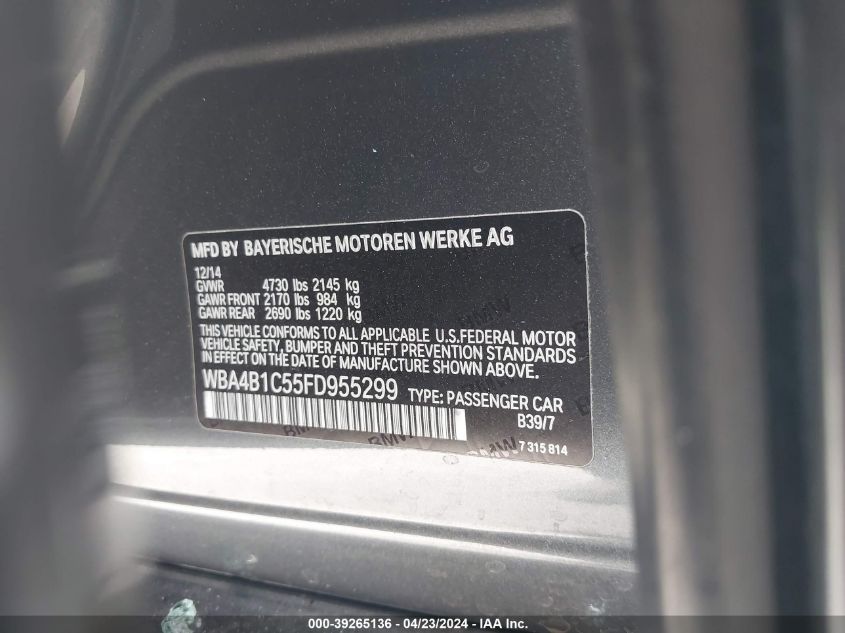 MFD BY BAYERISCHE MOTOREN WERKE AG
12/14
GVWR 4730 lbs 2145 kg
GAWR FRONT 2170 lbs 984 kg
GAWR REAR 2690 lbs 1220 kg
THIS VEHICLE CONFORMS TO ALL APPLICABLE U.S.FEDERAL MOTOR
VEHICLE SAFETY, BUMPER AND THEFT PREVENTION STANDARDS
IN EFFECT ON THE DATE OF MANUFACTURE SHOWN ABOVE.
WBA4B1C55FD955299 TYPE: PASSENGER CAR
B39/7
7 315 814
000-39265136 - 04/23/2024 - IAA Inc.